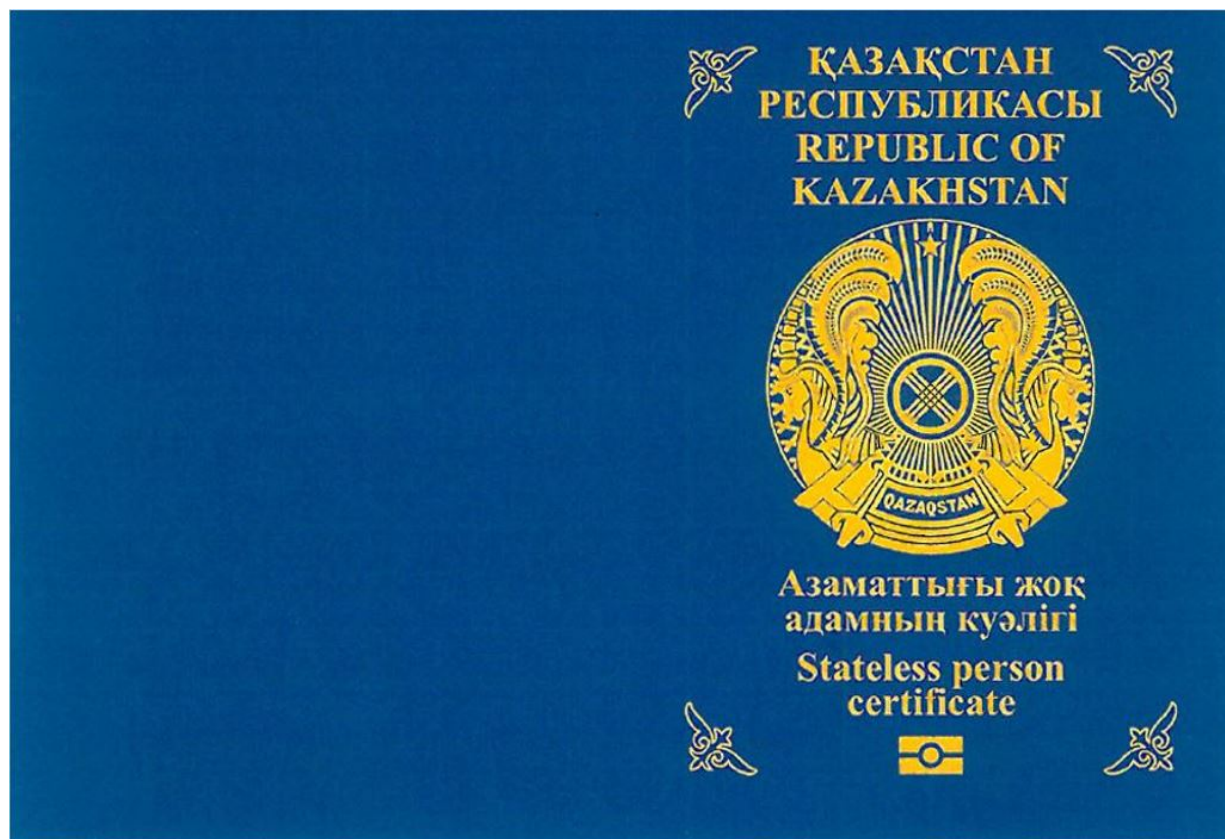 ҚАЗАҚСТАН
РЕСПУБЛИКАСЫ
REPUBLIC OF
KAZAKHSTAN
QAZAQSTAN
Азаматтығы жоқ
адамның куәлігі
Stateless person
certificate